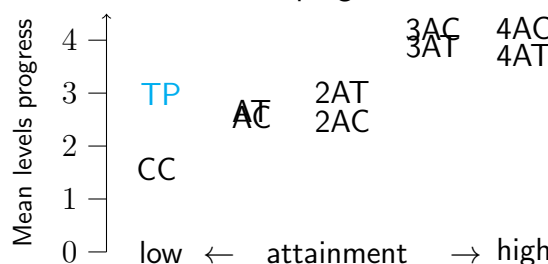 Mean levels progress
4
3
2
1
0
3AC
3AT
4AC
4AT
TP
AT
AC
2AT
2AC
CC
low ← attainment → high